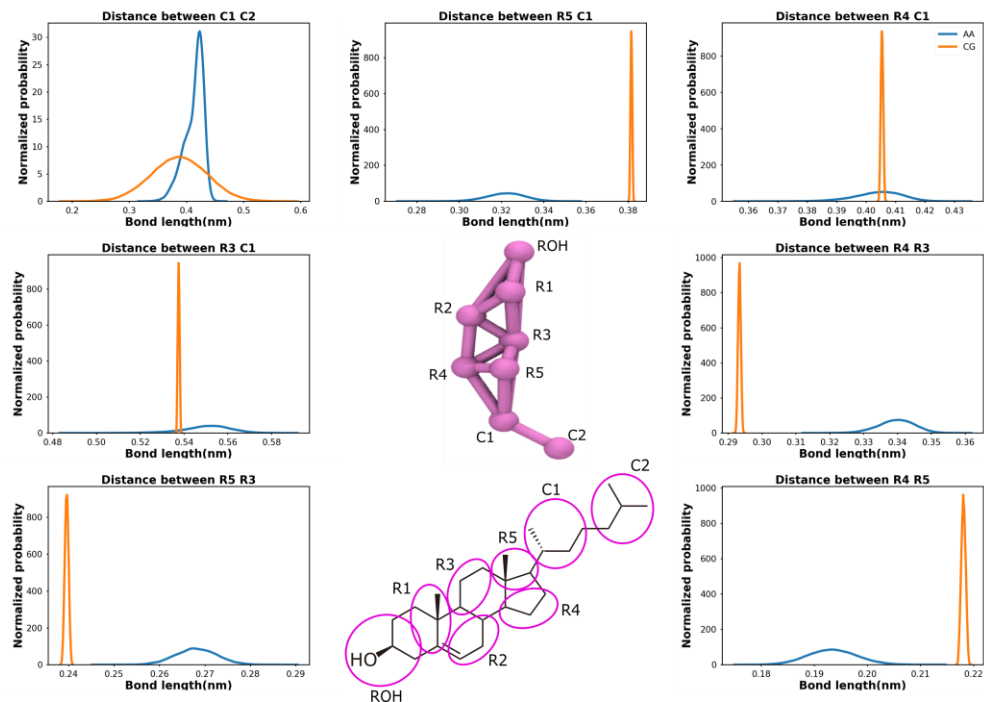 Distance between C1 C2
Normalized probability
30
25
20
15
10
5
0
0.2 0.3 0.4 0.5 0.6
Bond length(nm)
Distance between R5 C1
Normalized probability
800
600
400
200
0
0.28 0.30 0.32 0.34 0.36 0.38
Bond length(nm)
Distance between R4 C1
AA
CG
Normalized probability
800
600
400
200
0
0.36 0.37 0.38 0.39 0.40 0.41 0.42 0.43
Bond length(nm)
Distance between R3 C1
Normalized probability
800
600
400
200
0
0.48 0.50 0.52 0.54 0.56 0.58
Bond length(nm)
ROH
R1
R2
R3
R4
R5
C1
C2
Distance between R4 R3
Normalized probability
1000
800
600
400
200
0
0.29 0.30 0.31 0.32 0.33 0.34 0.35 0.36
Bond length(nm)
Distance between R5 R3
Normalized probability
800
600
400
200
0
0.24 0.25 0.26 0.27 0.28 0.29
Bond length(nm)
C2
C1
R5
R3
R1
R4
R2
HO
ROH
Distance between R4 R5
Normalized probability
1000
800
600
400
200
0
0.18 0.19 0.20 0.21 0.22
Bond length(nm)